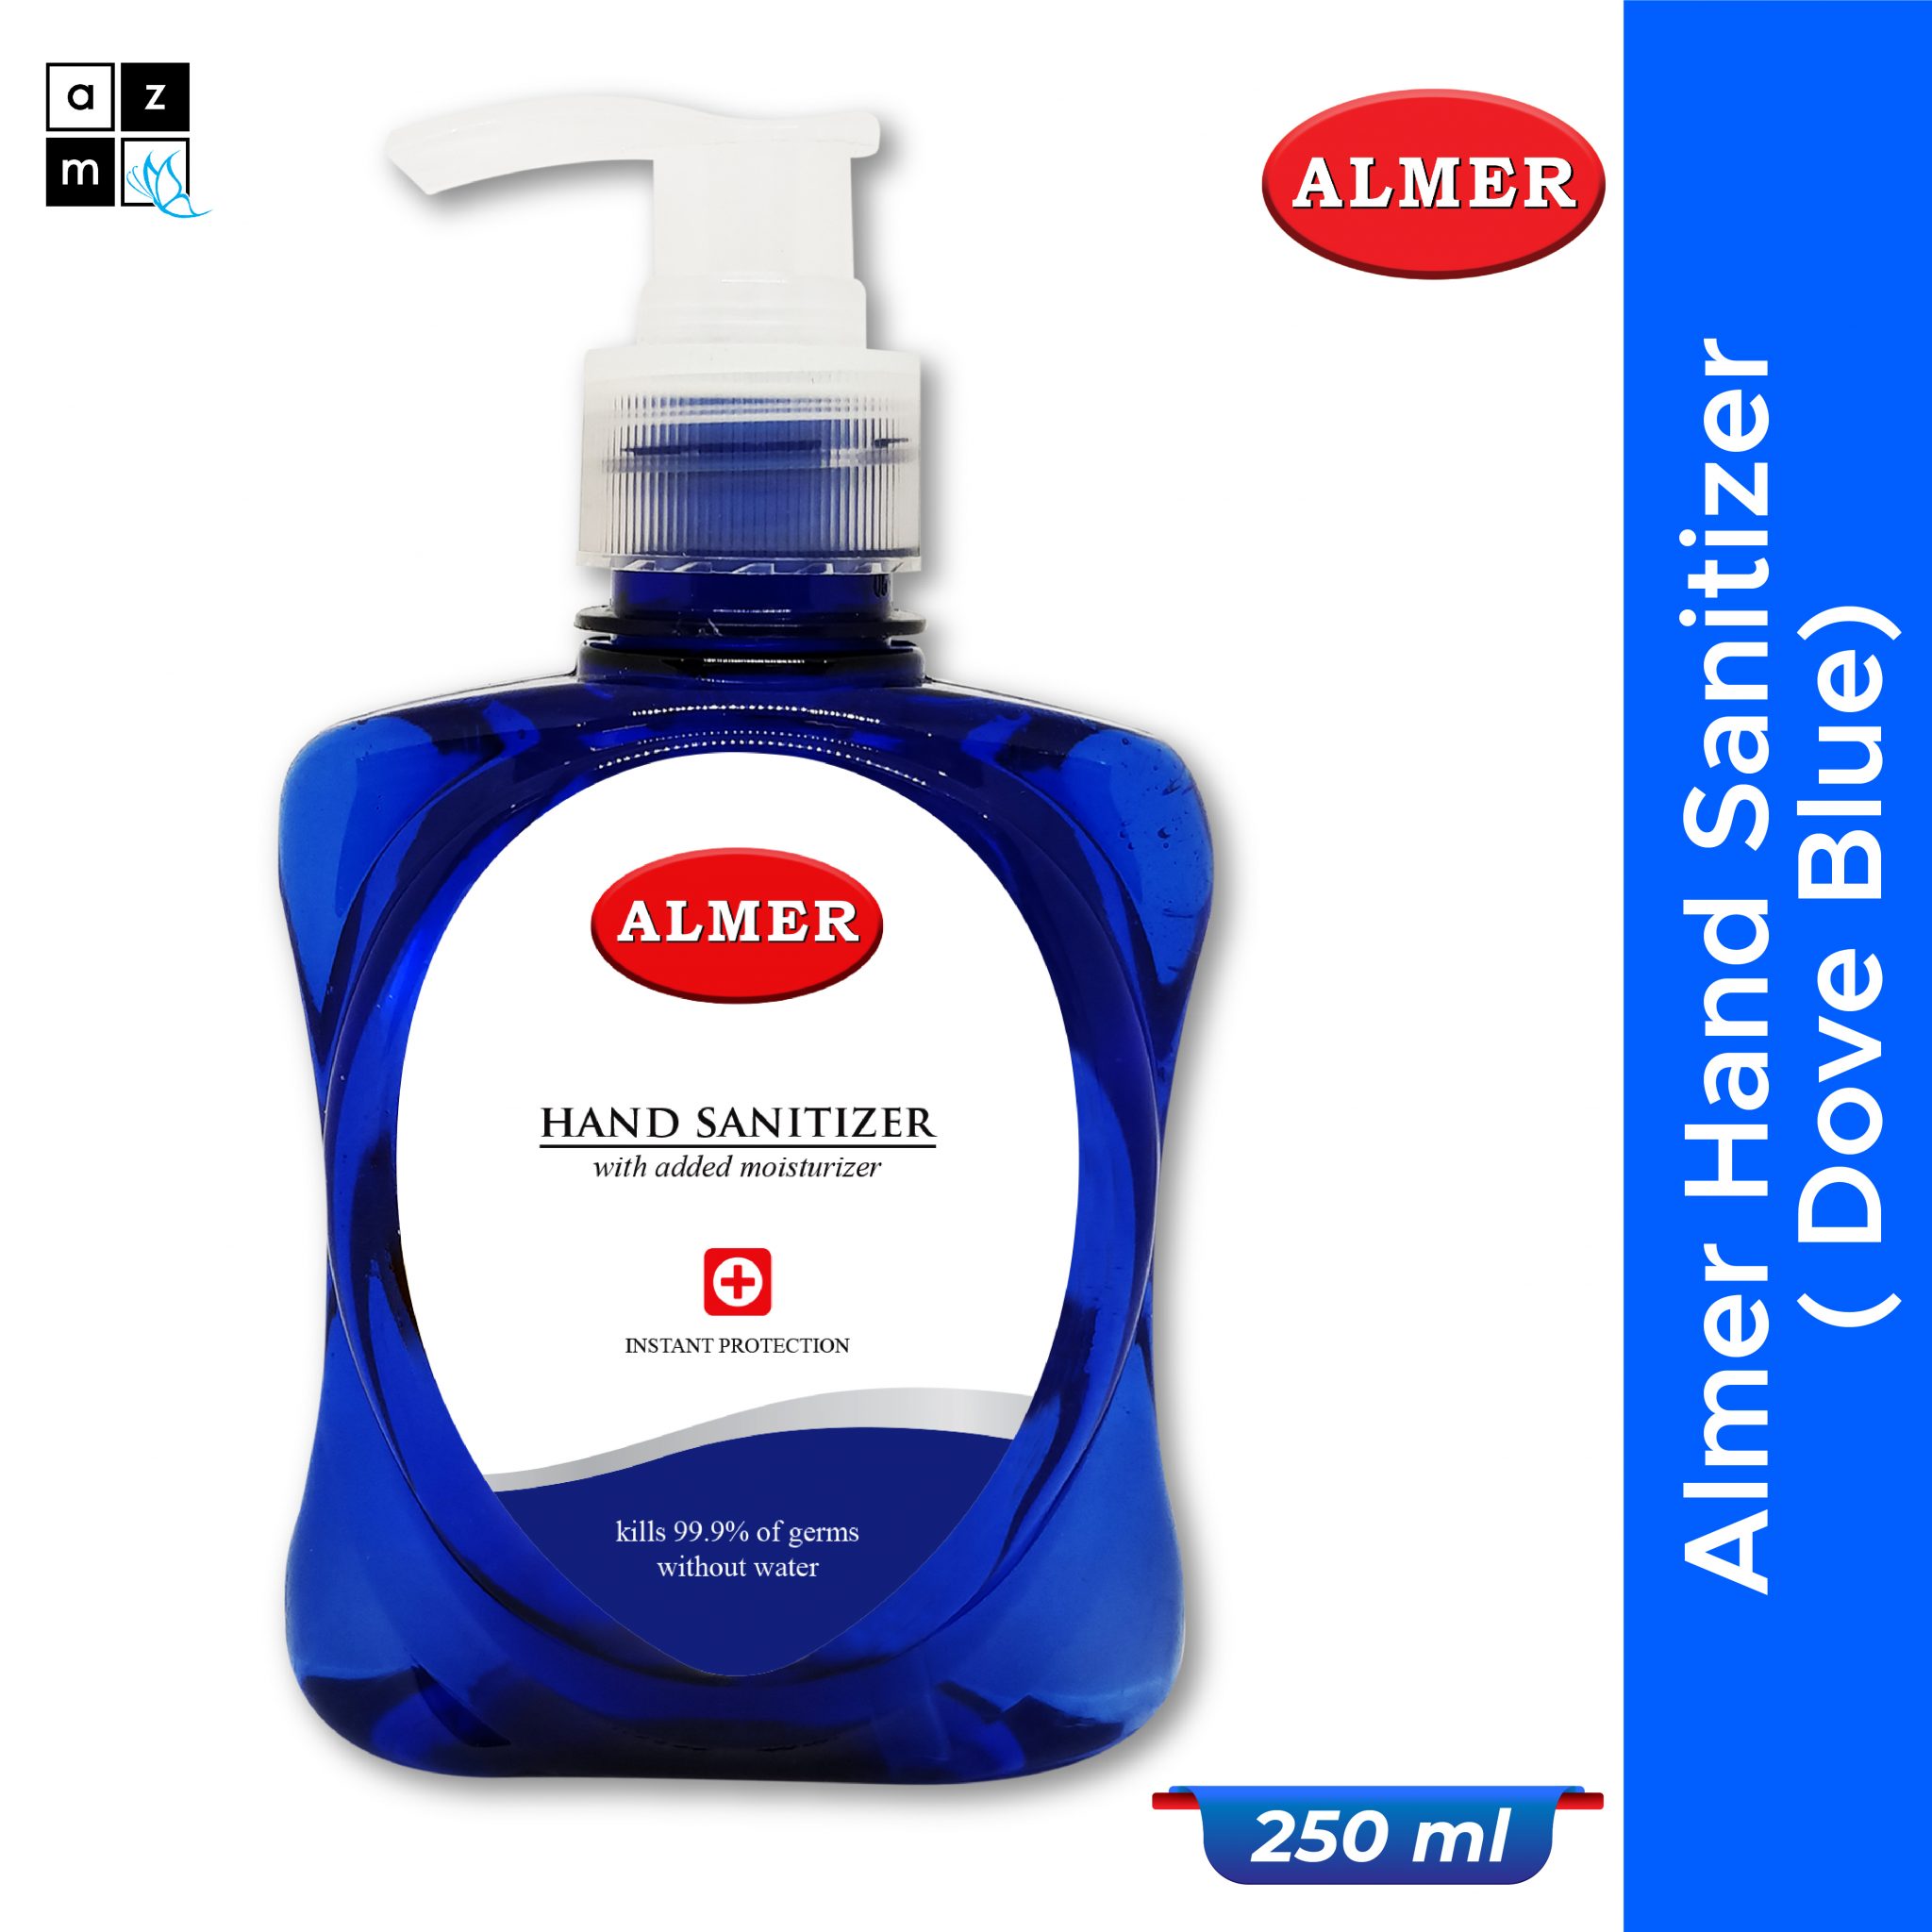 a z
m
ALMER
ALMER
HAND SANITIZER
with added moisturizer
INSTANT PROTECTION
kills 99.9% of germs
without water
250 ml
Almer Hand Sanitizer
( Dove Blue)